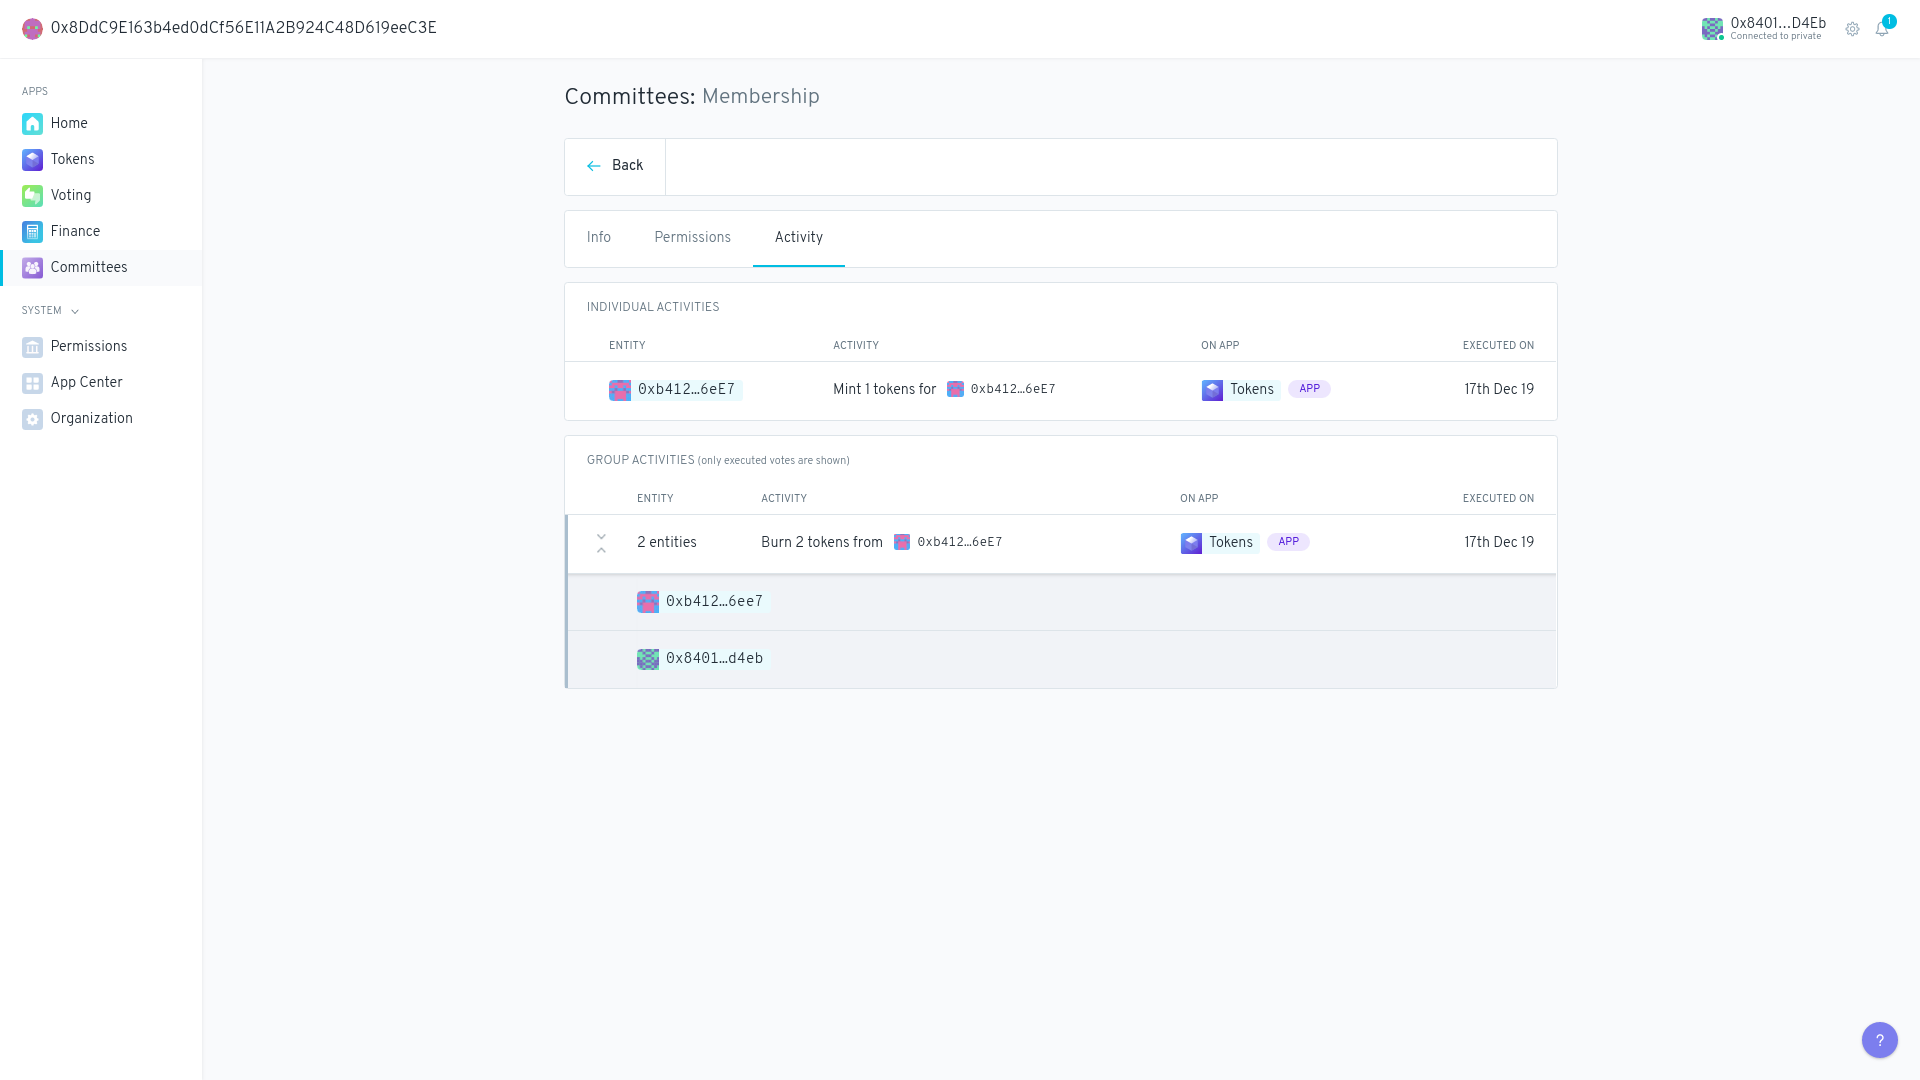 0x8DdC9E163b4ed0dCf56E11A2B924C48D619eeC3E
0x8401…D4Eb
Connected to private
1
APPS
Home
Tokens
Voting
Finance
Committees
SYSTEM
Permissions
App Center
Organization
Committees: Membership
Back
Info Permissions Activity
INDIVIDUAL ACTIVITIES
ENTITY ACTIVITY ON APP EXECUTED ON
0xb412…6eE7 Mint 1 tokens for 0xb412…6eE7 Tokens APP 17th Dec 19
GROUP ACTIVITIES (only executed votes are shown)
ENTITY ACTIVITY ON APP EXECUTED ON
2 entities Burn 2 tokens from 0xb412…6eE7 Tokens APP 17th Dec 19
0xb412…6ee7
0x8401…d4eb
?